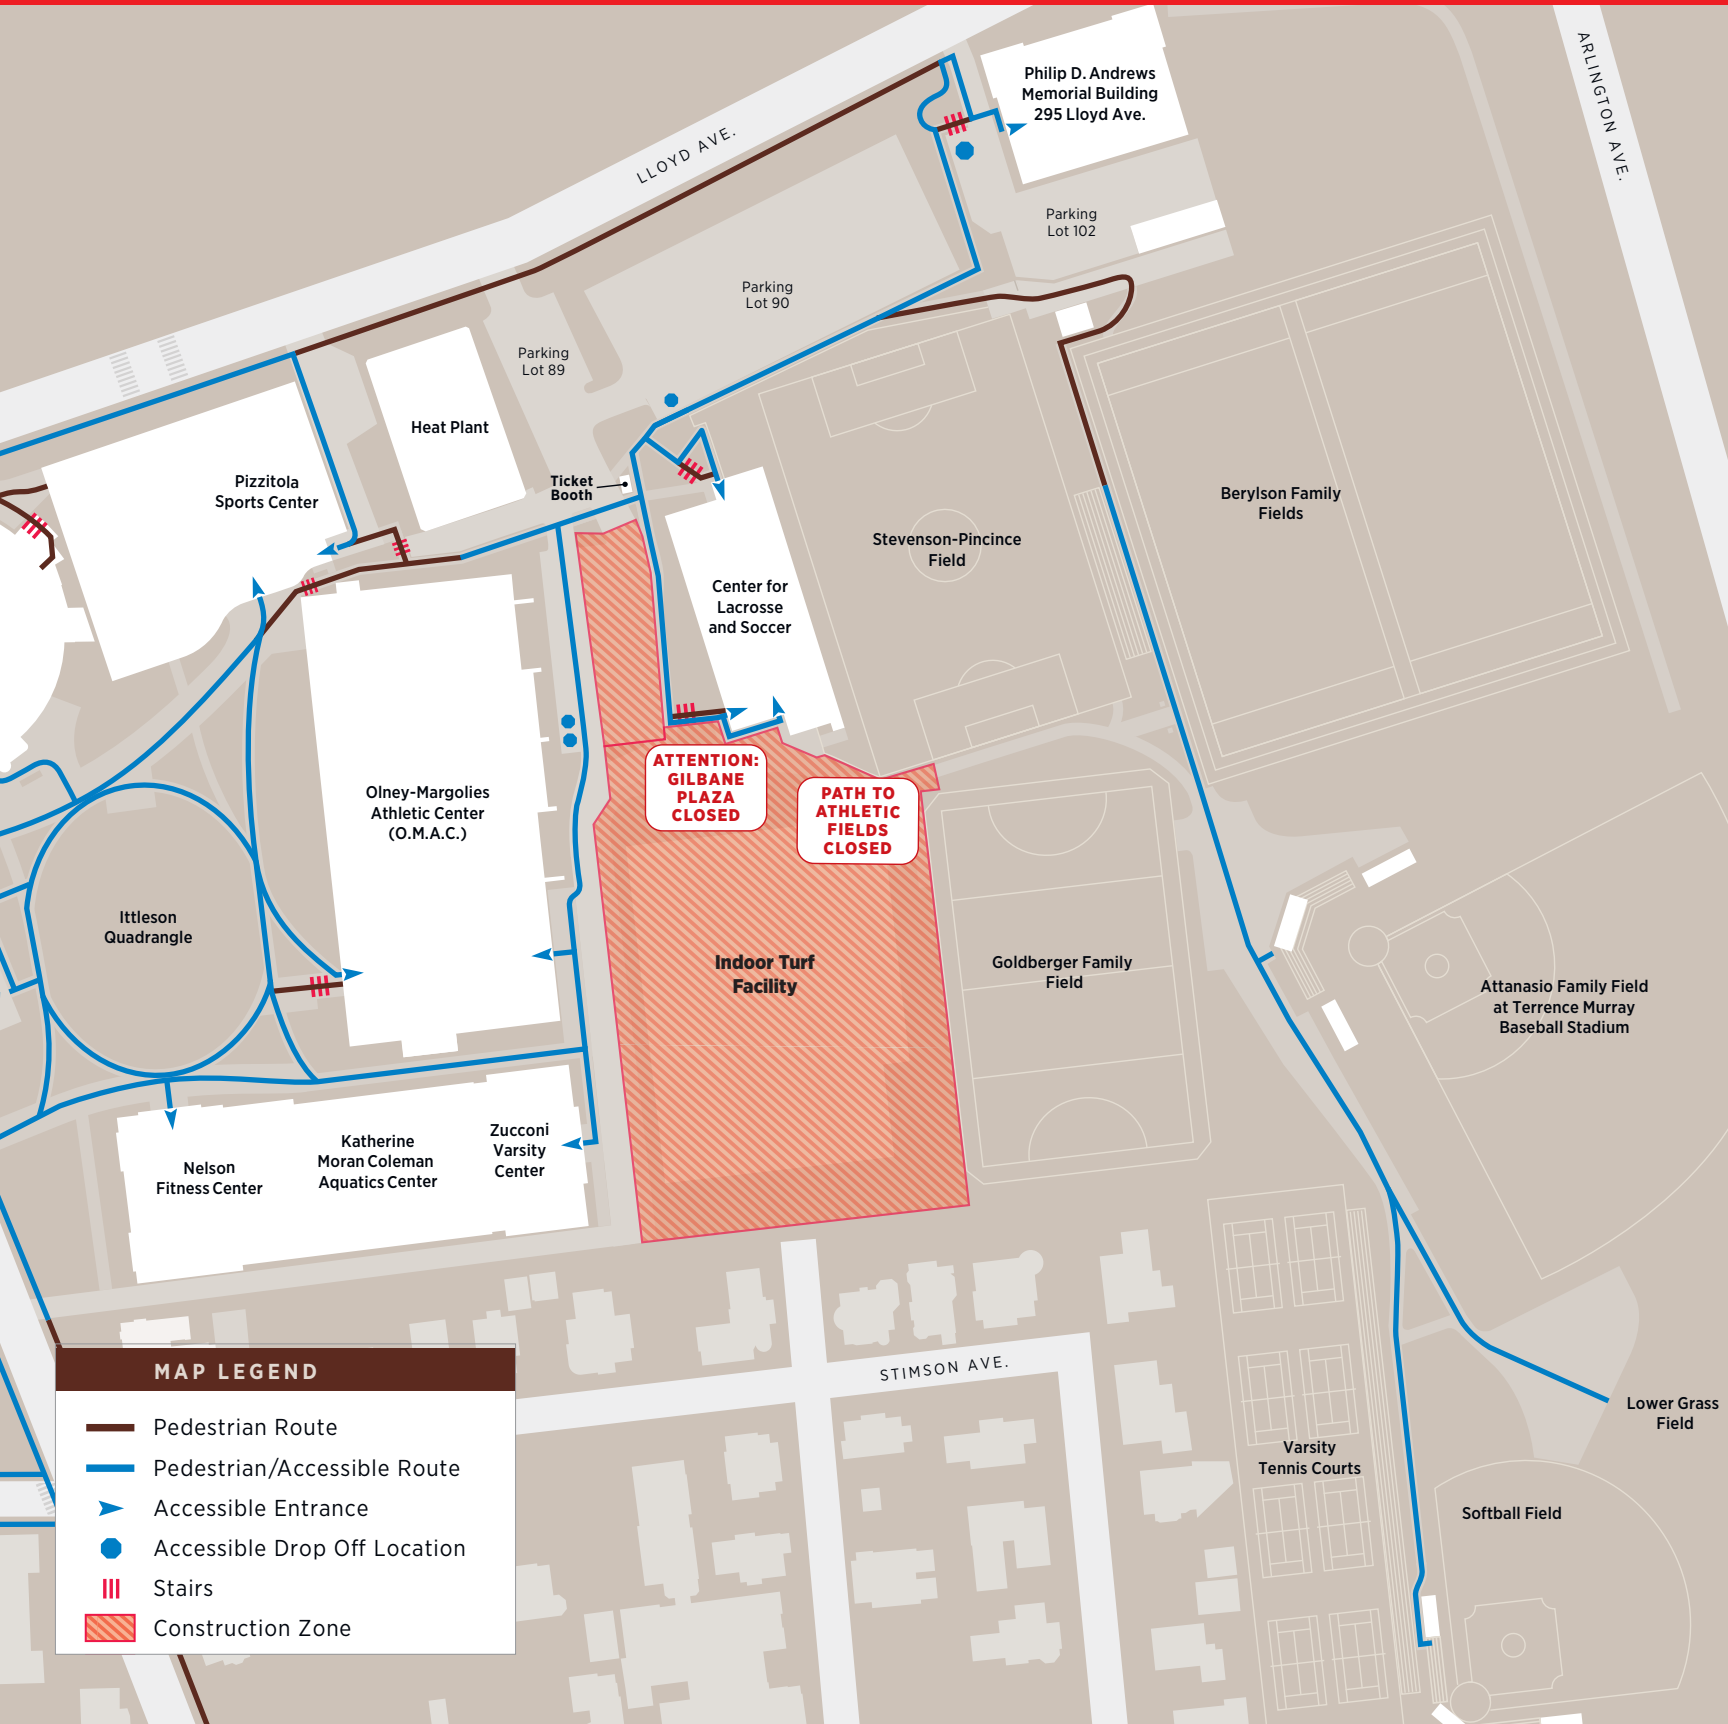 ARLINGTON AVE.
Philip D. Andrews
Memorial Building
295 Lloyd Ave.
LLOYD AVE.
Parking
Lot 102
Parking
Lot 90
Parking
Lot 89
Heat Plant
Pizzitola
Sports Center
Ticket
Booth
Berylson Family
Fields
Stevenson-Pincince
Field
Center for
Lacrosse
and Soccer
ATTENTION:
GILBANE
PLAZA
CLOSED
PATH TO
ATHLETIC
FIELDS
CLOSED
Olney-Margolies
Athletic Center
(O.M.A.C.)
Ittleson
Quadrangle
Indoor Turf
Facility
Goldberger Family
Field
Attanasio Family Field
at Terrence Murray
Baseball Stadium
Nelson
Fitness Center
Katherine
Moran Coleman
Aquatics Center
Zucconi
Varsity
Center
STIMSON AVE.
Lower Grass
Field
Varsity
Tennis Courts
Softball Field
MAP LEGEND
Pedestrian Route
Pedestrian/Accessible Route
Accessible Entrance
Accessible Drop Off Location
Stairs
Construction Zone